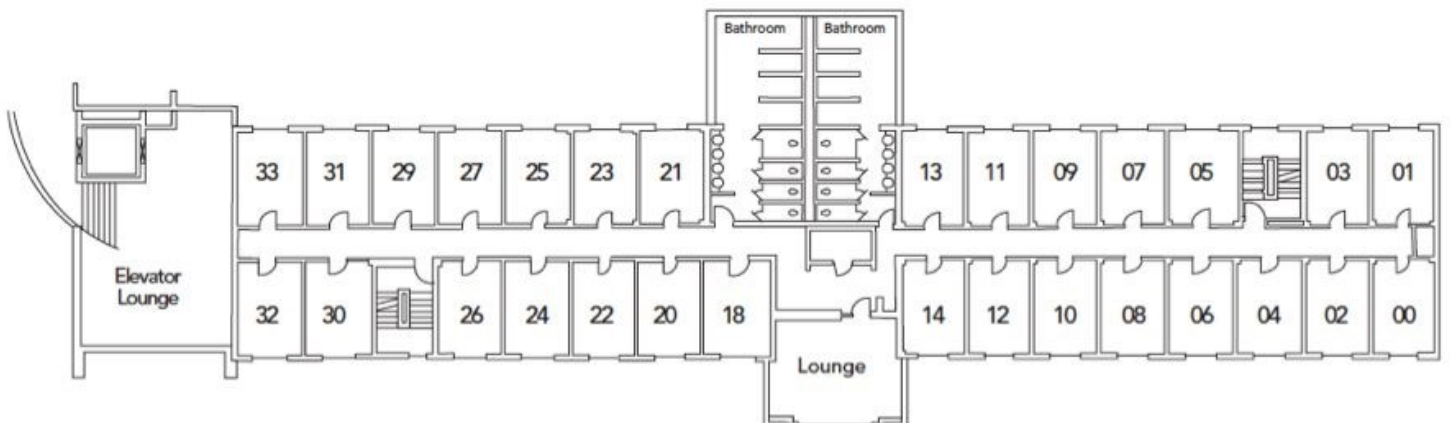 Bathroom Bathroom
33 31 29 27 25 23 21 13 11 09 07 05 03 01
Elevator
Lounge
32 30 26 24 22 20 18 14 12 10 08 06 04 02 00
Lounge